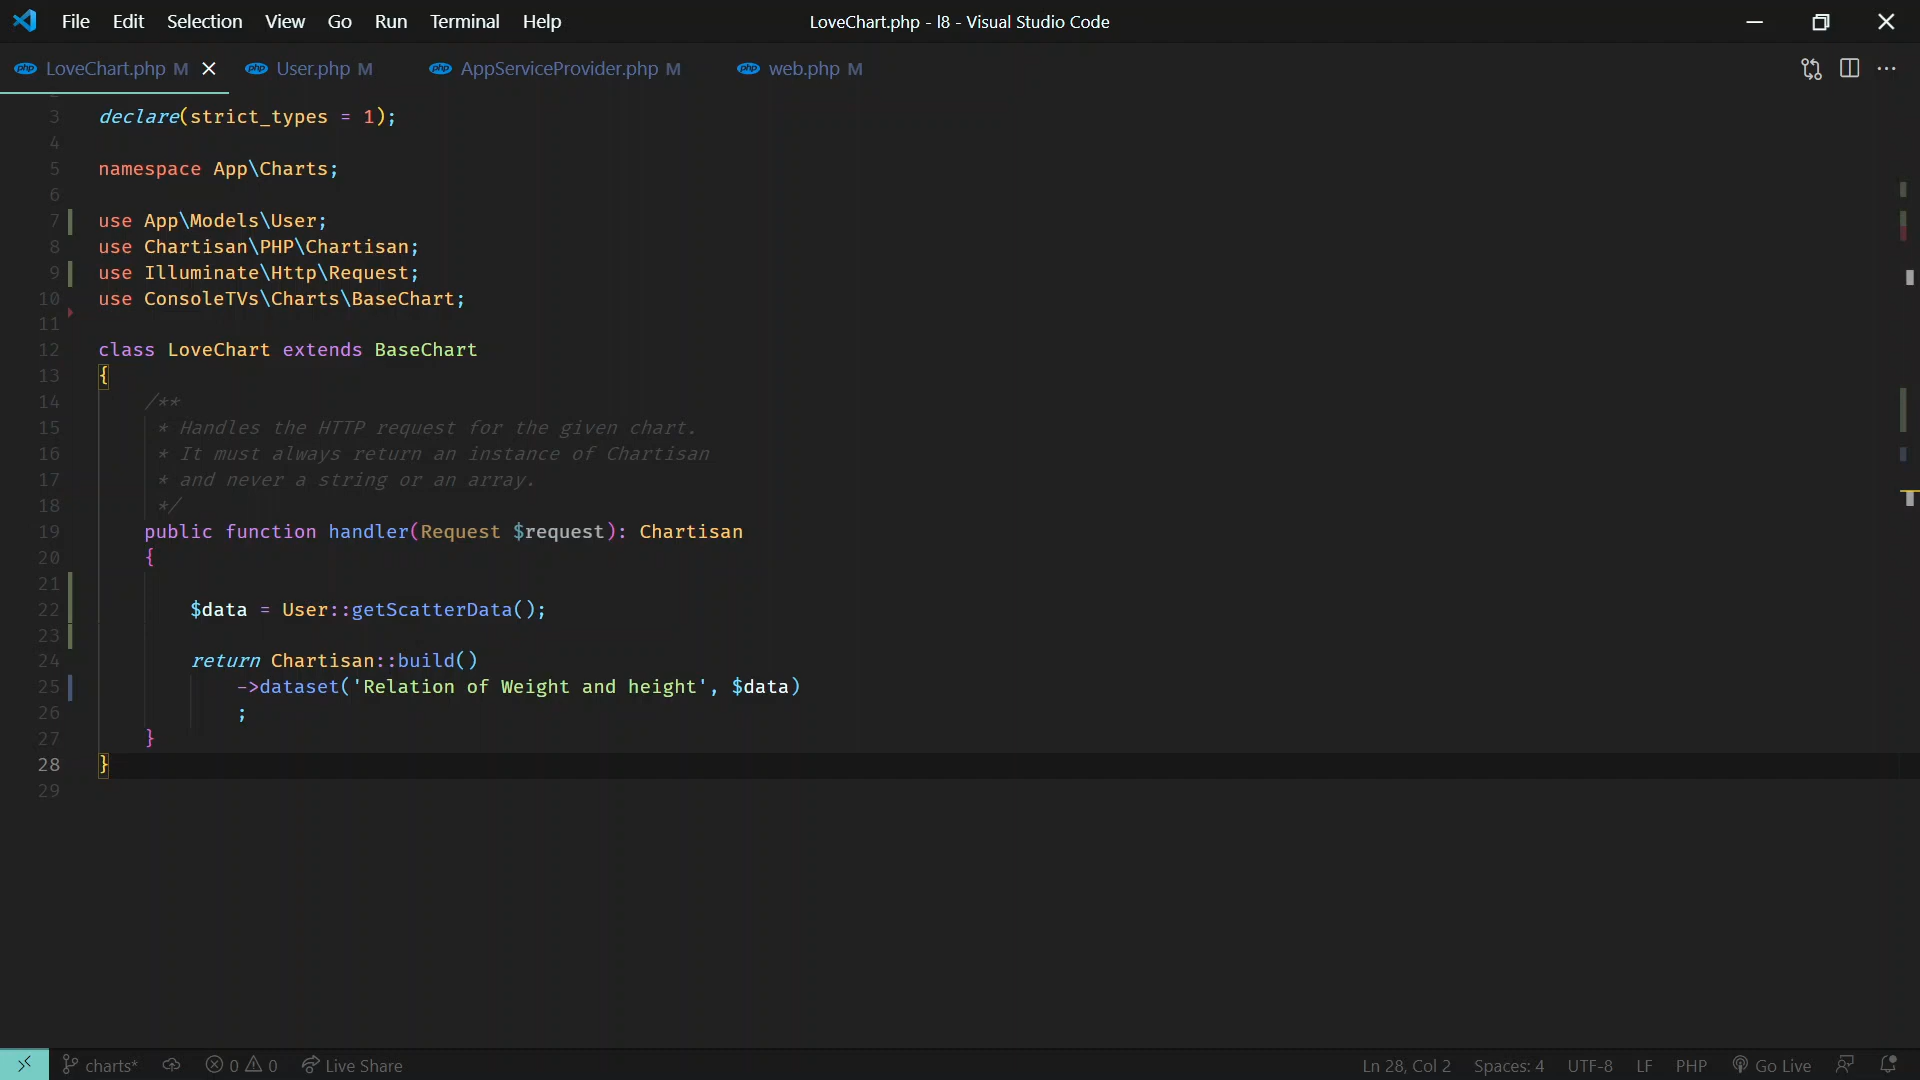 File Edit Selection View Go Run Terminal Help LoveChart.php - l8 - Visual Studio Code
php LoveChart.php M php User.php M php AppServiceProvider.php M php web.php M
3 declare(strict_types = 1);
4
5 namespace App\Charts;
6
7 use App\Models\User;
8 use Chartisan\PHP\Chartisan;
9 use Illuminate\Http\Request;
10 use ConsoleTVs\Charts\BaseChart;
11
12 class LoveChart extends BaseChart
13 {
14 /**
15 * Handles the HTTP request for the given chart.
16 * It must always return an instance of Chartisan
17 * and never a string or an array.
18 */
19 public function handler(Request $request): Chartisan
20 {
21
22 $data = User::getScatterData();
23
24 return Chartisan::build()
25 ->dataset('Relation of Weight and height', $data)
26 ;
27 }
28 }
29
charts* 0 0 Live Share Ln 28, Col 2 Spaces: 4 UTF-8 LF PHP Go Live